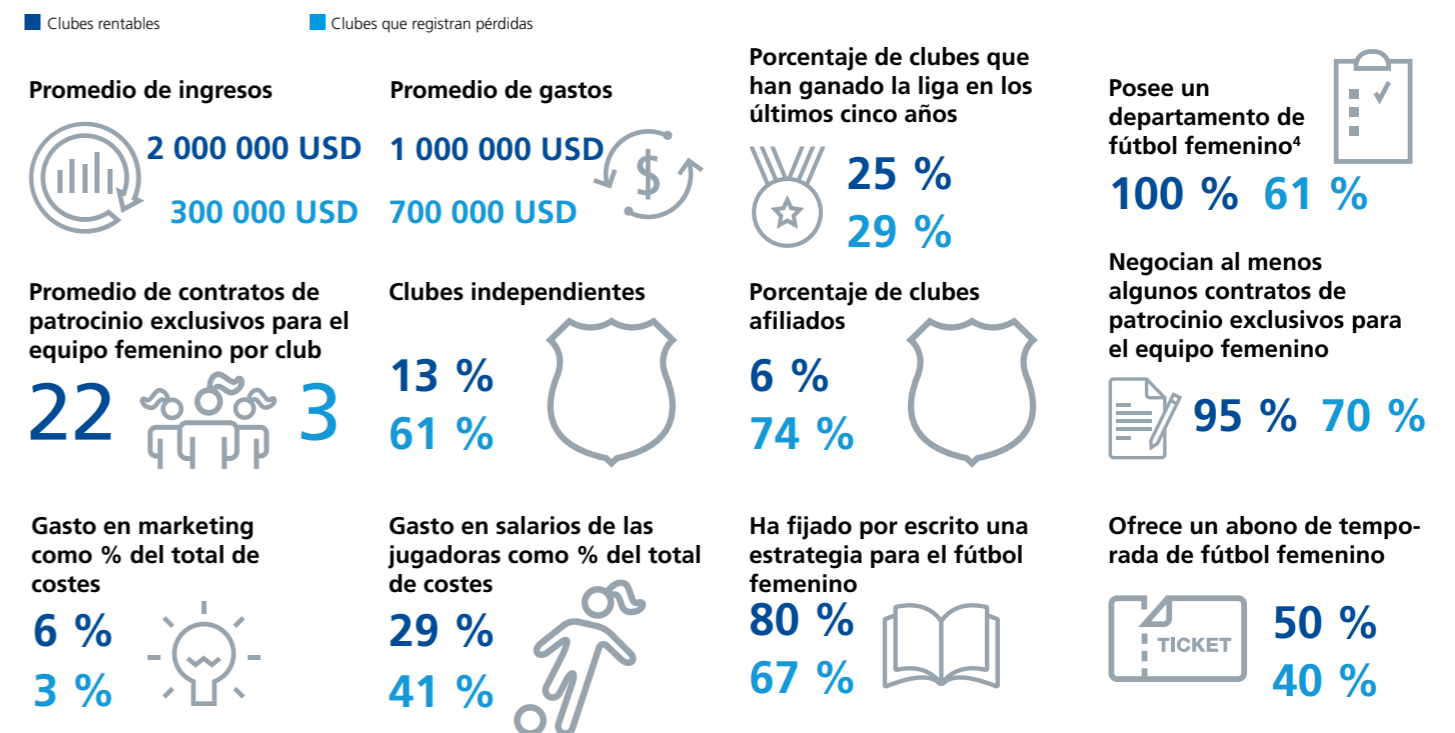 Clubes rentables
Clubes que registran pérdidas
Promedio de ingresos
2 000 000 USD
300 000 USD
Promedio de gastos
1 000 000 USD
$
700 000 USD
Porcentaje de clubes que
han ganado la liga en los
últimos cinco años
25 %
29 %
Posee un
departamento de
fútbol femenino⁴
100 % 61 %
Promedio de contratos de
patrocinio exclusivos para el
equipo femenino por club
22 3
Clubes independientes
13 %
61 %
Porcentaje de clubes
afiliados
6 %
74 %
Negocian al menos
algunos contratos de
patrocinio exclusivos para
el equipo femenino
95 % 70 %
Gasto en marketing
como % del total de
costes
6 %
3 %
Gasto en salarios de las
jugadoras como % del total
de costes
29 %
41 %
Ha fijado por escrito una
estrategia para el fútbol
femenino
80 %
67 %
Ofrece un abono de tempo-
rada de fútbol femenino
TICKET
50 %
40 %